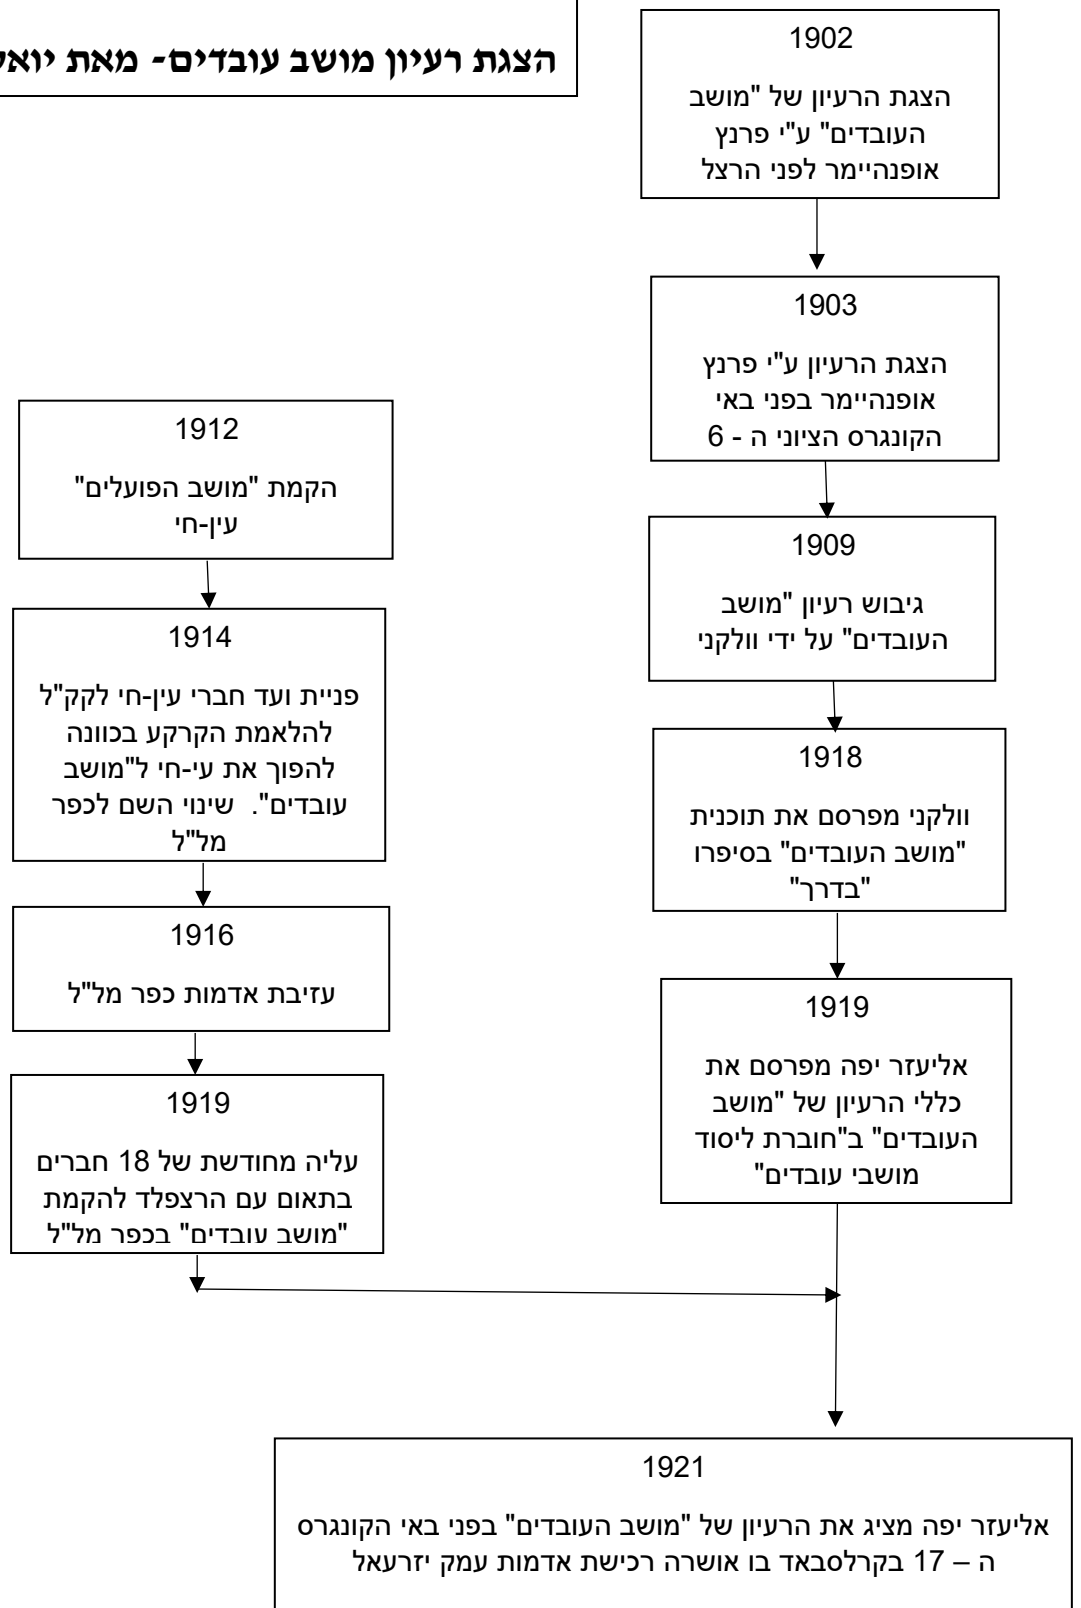 הצגת רעיון מושב עובדים- מאת
1902
הצגת הרעיון של "מושב
העובדים" ע"י פרנץ
אופנהיימר לפני הרצל
1903
הצגת הרעיון ע"י פרנץ
אופנהיימר בפני באי
הקונגרס הציוני ה - 6
1909
גיבוש רעיון "מושב
העובדים" על ידי וולקני
1918
וולקני מפרסם את תוכנית
"מושב העובדים" בסיפרו
"בדרך"
1919
אליעזר יפה מפרסם את
כללי הרעיון של "מושב
העובדים" ב"חוברת ליסוד
מושבי עובדים"
1912
הקמת "מושב הפועלים"
עין-חי
1914
פניית ועד חברי עין-חי לקק"ל
להלאמת הקרקע בכוונה
להפוך את עי-חי ל"מושב
עובדים". שינוי השם לכפר
מל"ל
1916
עזיבת אדמות כפר מל"ל
1919
עליה מחודשת של 18 חברים
בתאום עם הרצפלד להקמת
"מושב עובדים" בכפר מל"ל
1921
אליעזר יפה מציג את הרעיון של "מושב העובדים" בפני באי הקונגרס
ה – 17 בקרלסבאד בו אושרה רכישת אדמות עמק יזרעאל